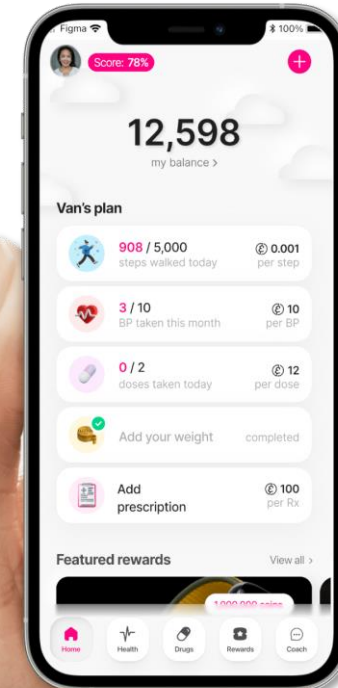 Figma
100%
Score: 78%
12,598
my balance >
Van's plan
908 / 5,000
steps walked today
0.001
per step
3 / 10
BP taken this month
10
per BP
0 / 2
doses taken today
12
per dose
Add your weight
completed
Add
prescription
100
per Rx
Featured rewards
View all >
1,000,000 coins
Home
Health
Drugs
Rewards
Coach